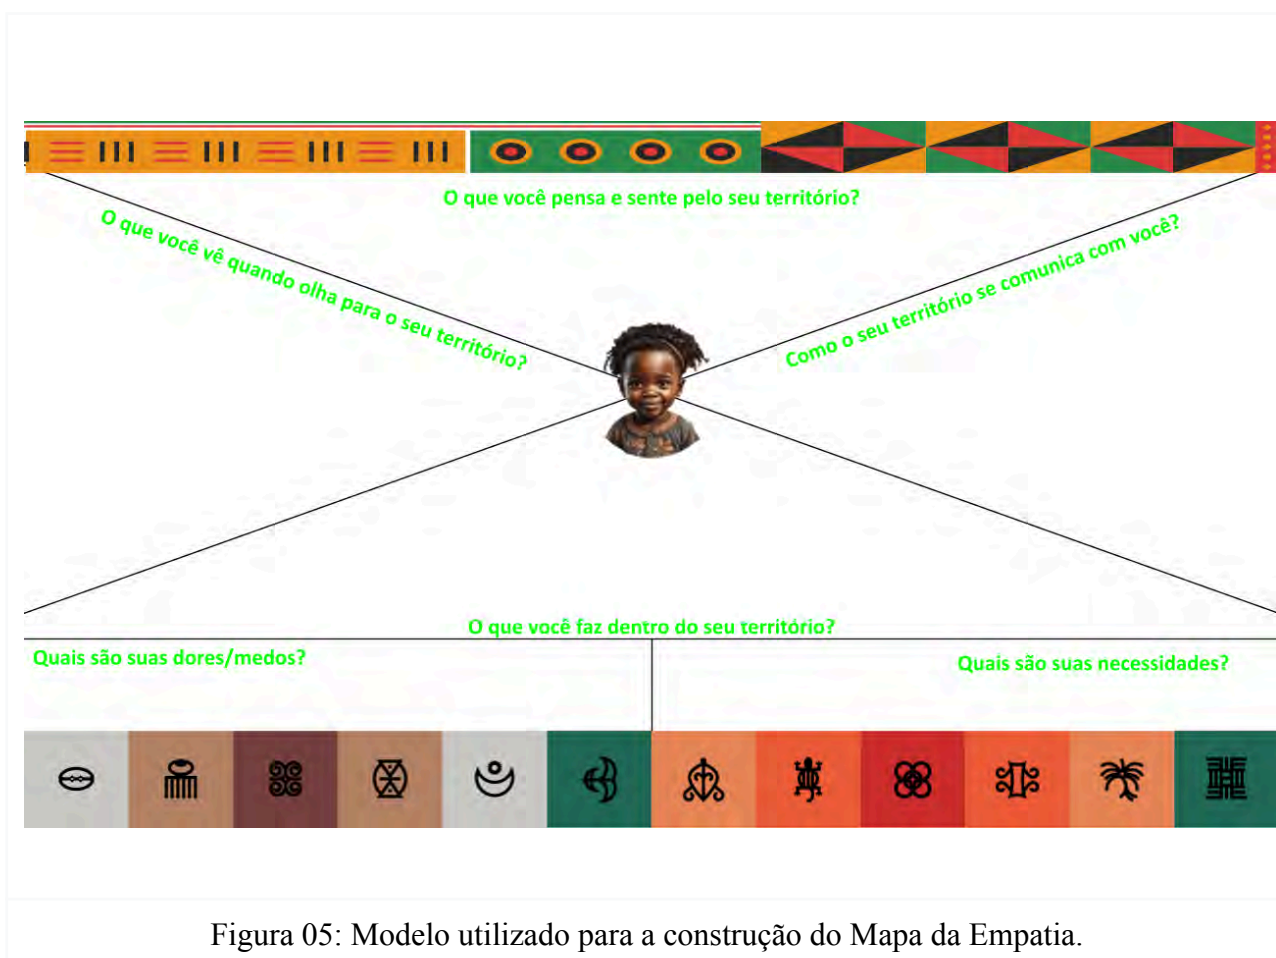 O que você pensa e sente pelo seu território?
O que você vê quando olha para o seu território?
Como o seu território se comunica com você?
O que você faz dentro do seu território?
Quais são suas dores/medos?
Quais são suas necessidades?
Figura 05: Modelo utilizado para a construção do Mapa da Empatia.